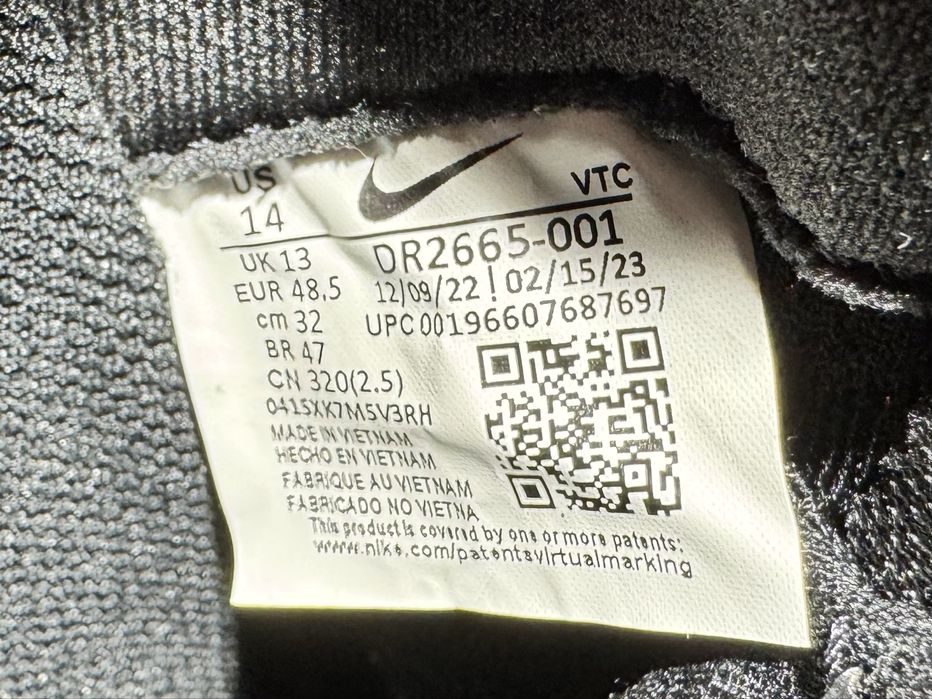 US
14
VTC
UK 13
DR2665-001
EUR 48.5
12/09/22 ! 02/15/23
cm 32
UPC 00196607687697
BR 47
CN 320(2.5)
0415XK7M5V3RH
MADE IN VIETNAM
HECHO EN VIETNAM
FABRIQUE AU VIETNAM
FABRICADO NO VIETNA
This product is covered by one or more patents:
www.nike.com/patentsvirtualmarking